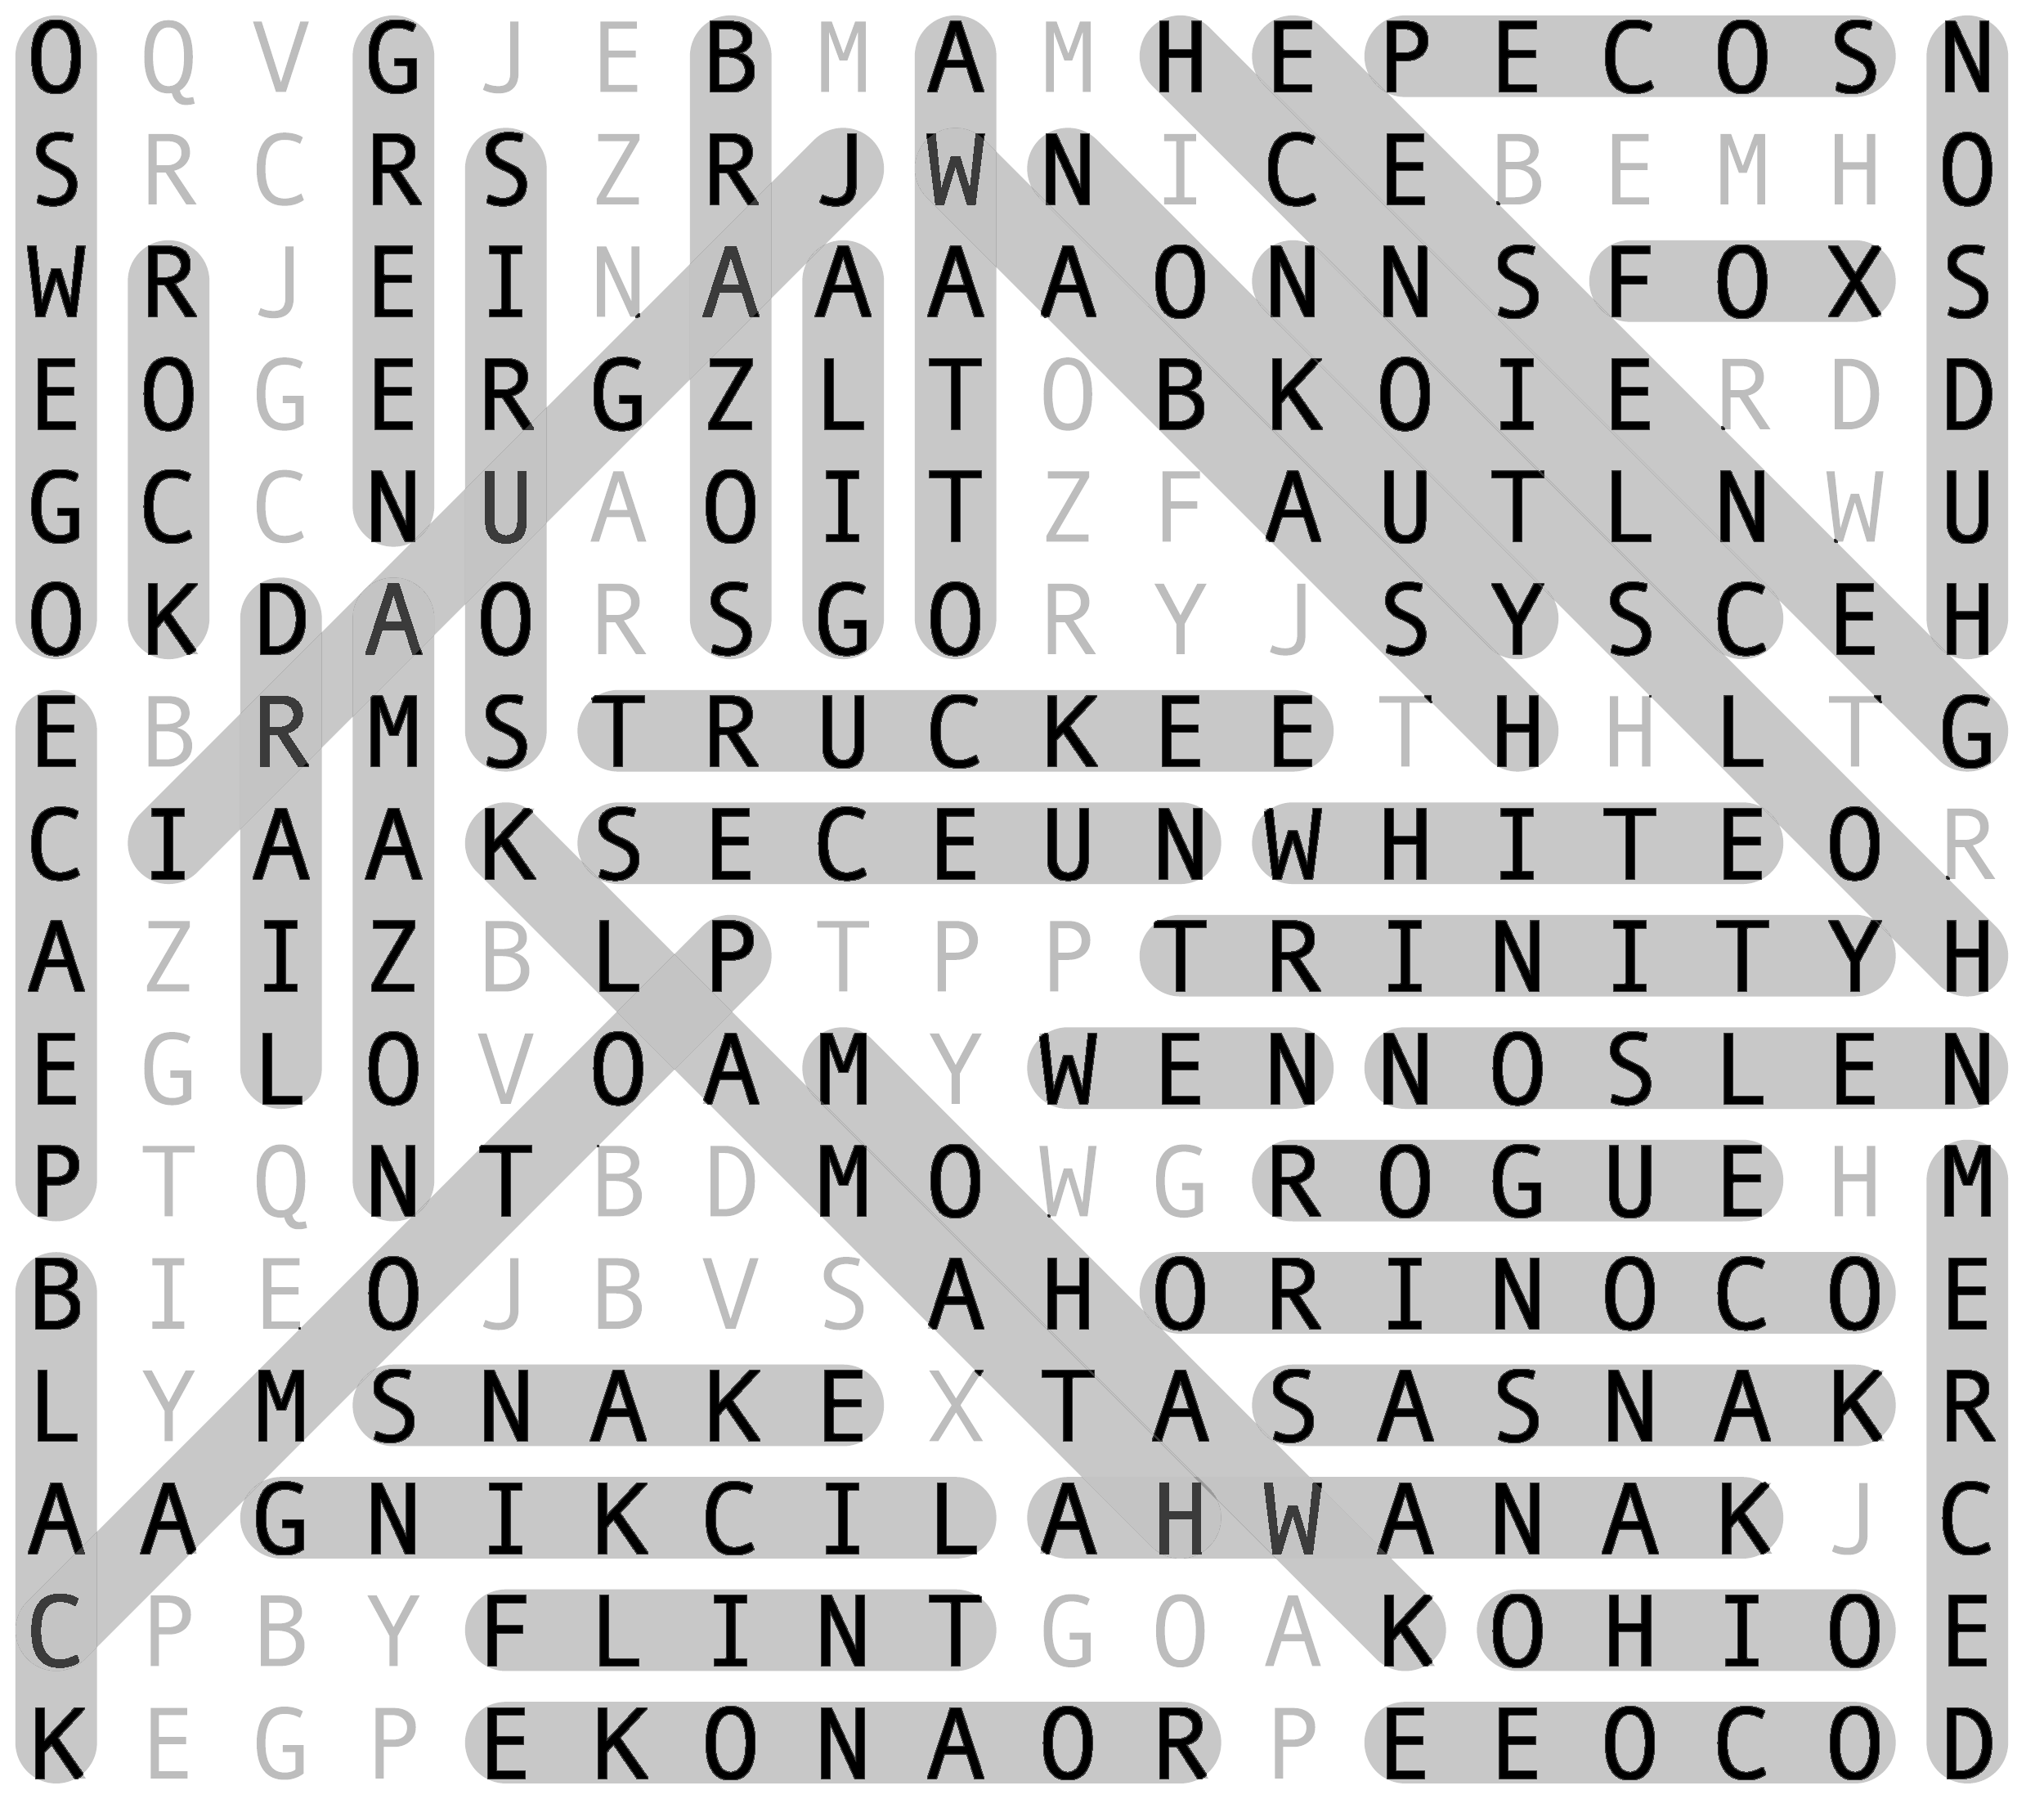 O Q V G J E B M A M H E P E C O S N
S R C R S Z R J W N I C E B E M H O
W R J E I N A A A A O N N S F O X S
E O G E R G Z L T O B K O I E R D D
G C C N U A O I T Z F A U T L N W U
O K D A O R S G O R Y J S Y S C E H
E B R M S T R U C K E E T H H L T G
C I A A K S E C E U N W H I T E O R
A Z I Z B L P T P P T R I N I T Y H
E G L O V O A M Y W E N N O S L E N
P T Q N T B D M O W G R O G U E H M
B I E O J B V S A H O R I N O C O E
L Y M S N A K E X T A S A S N A K R
A A G N I K C I L A H W A N A K J C
C P B Y F L I N T G O A K O H I O E
K E G P E K O N A O R P E E O C O D